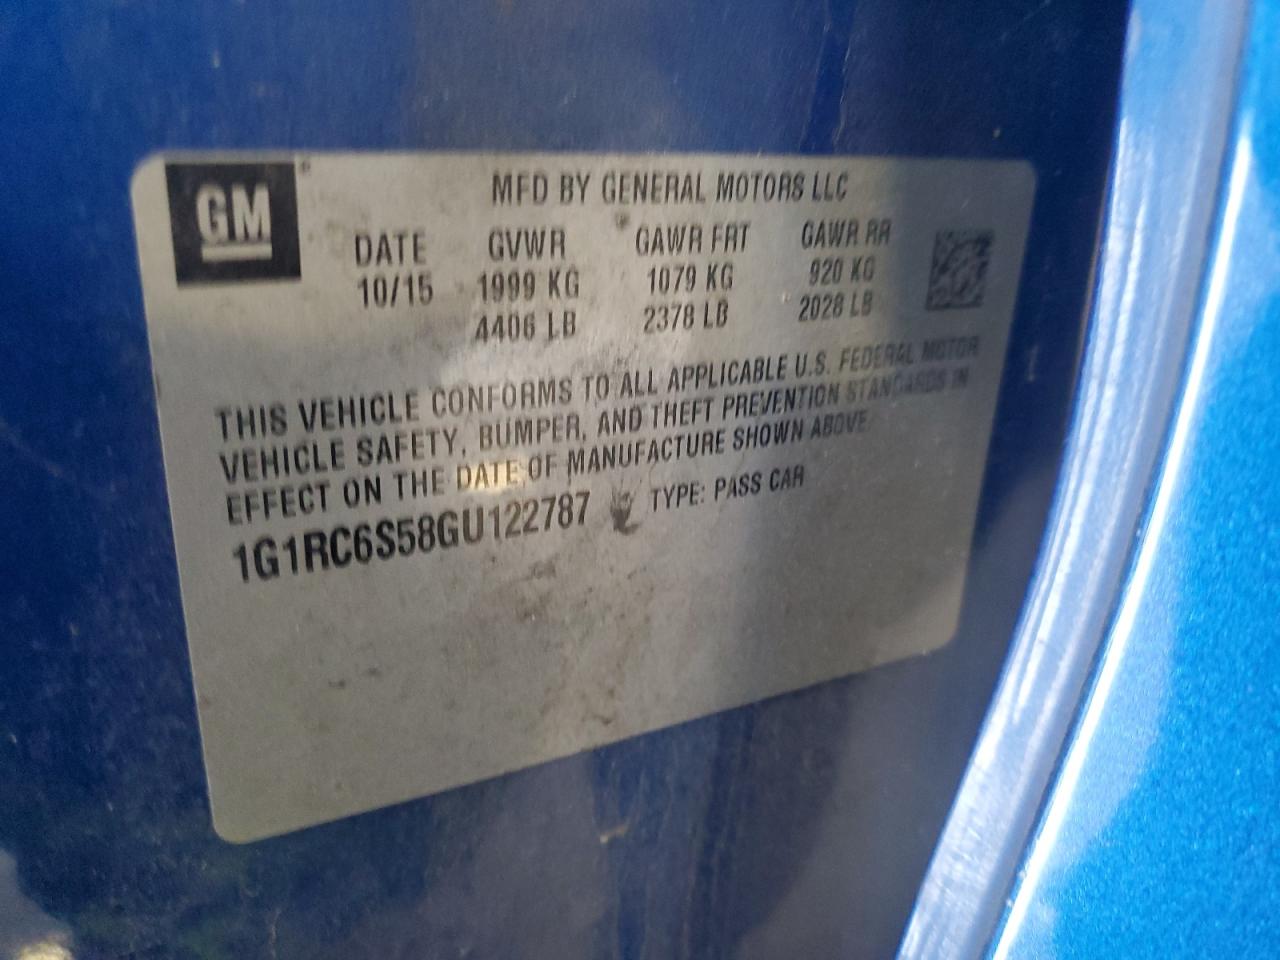 GM
MFD BY GENERAL MOTORS LLC
DATE GVWR GAWR FRT GAWR RR
10/15 1999 KG 1079 KG 920 KG
4406 LB 2378 LB 2028 LB
THIS VEHICLE CONFORMS TO ALL APPLICABLE U.S. FEDERAL MOTOR
VEHICLE SAFETY, BUMPER, AND THEFT PREVENTION STANDARDS IN
EFFECT ON THE DATE OF MANUFACTURE SHOWN ABOVE.
1G1RC6S58GU122787 TYPE: PASS CAR